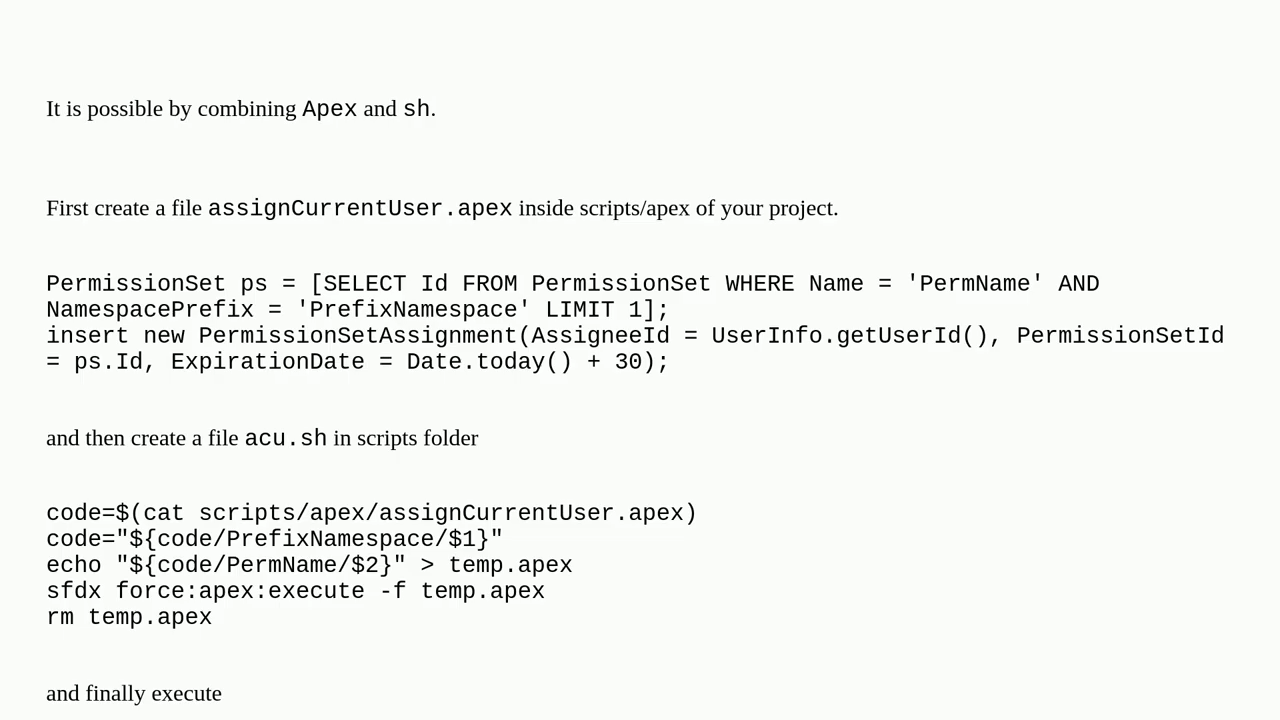 It is possible by combining Apex and sh.
First create a file assignCurrentUser.apex inside scripts/apex of your project.
PermissionSet ps = [SELECT Id FROM PermissionSet WHERE Name = 'PermName' AND
NamespacePrefix = 'PrefixNamespace' LIMIT 1];
insert new PermissionSetAssignment(AssigneeId = UserInfo.getUserId(), PermissionSetId
= ps.Id, ExpirationDate = Date.today() + 30);
and then create a file acu.sh in scripts folder
code=$(cat scripts/apex/assignCurrentUser.apex)
code="${code/PrefixNamespace/$1}"
echo "${code/PermName/$2}" > temp.apex
sfdx force:apex:execute -f temp.apex
rm temp.apex
and finally execute